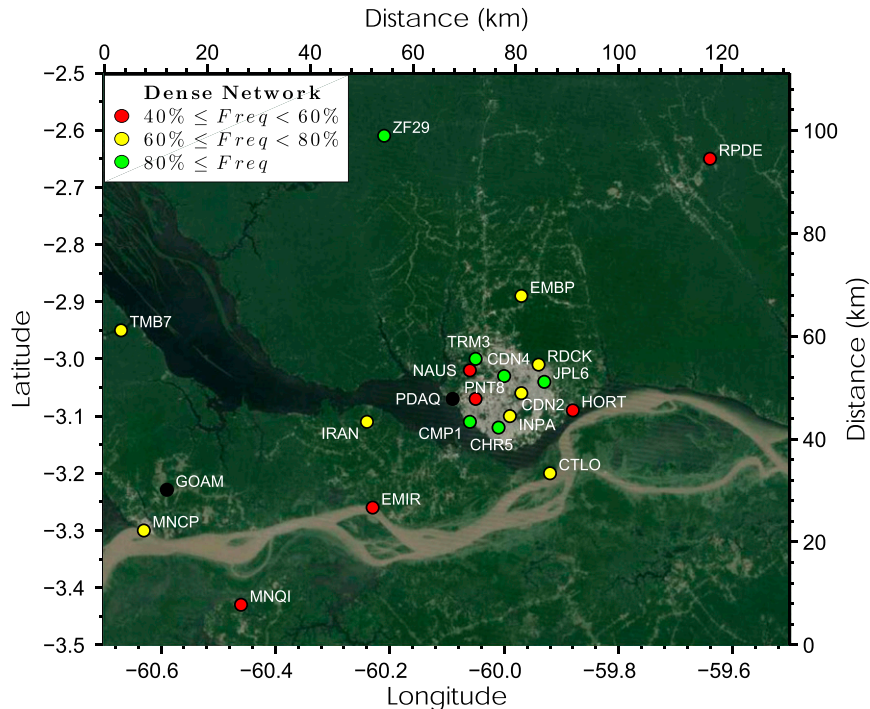 Distance (km)
0 20 40 60 80 100 120
−2.5
−2.6
−2.7
−2.8
−2.9
−3.0
−3.1
−3.2
−3.3
−3.4
−3.5
Latitude
Dense Network
40% ≤ Freq < 60%
60% ≤ Freq < 80%
80% ≤ Freq
ZF29
RPDE
EMBP
TMB7
TRM3
RDCK
CDN4
NAUS
JPL6
PNT8
PDAQ
CDN2
HORT
INPA
IRAN
CMP1
CHR5
CTLO
GOAM
EMIR
MNCP
MNQI
100
80
60
40
20
0
Distance (km)
−60.6 −60.4 −60.2 −60.0 −59.8 −59.6
Longitude